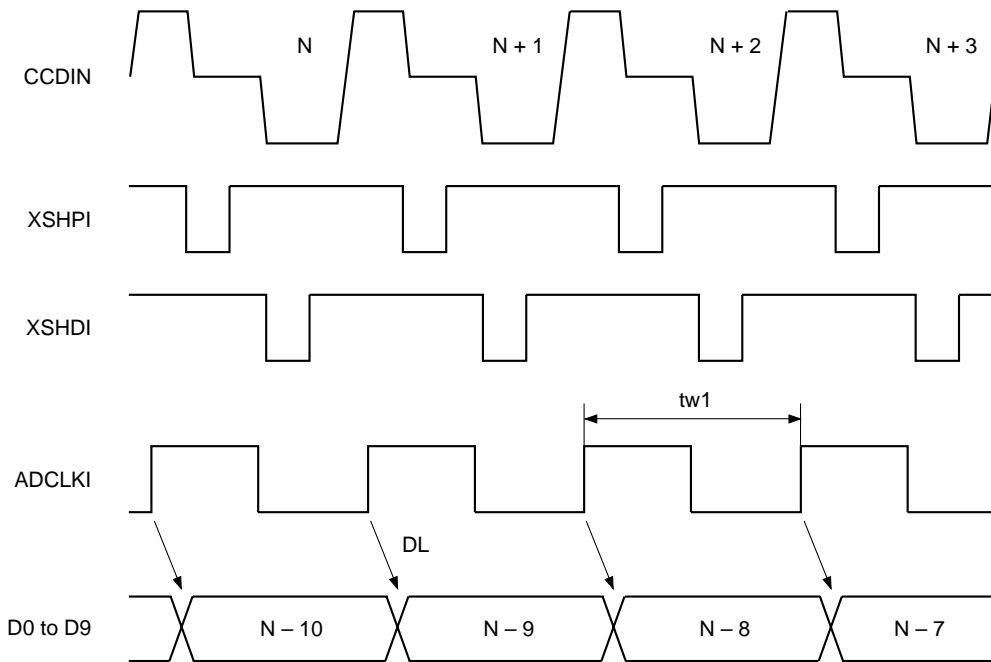 N N + 1 N + 2 N + 3
CCDIN
XSHPI
XSHDI
tw1
ADCLKI
DL
D0 to D9 N – 10 N – 9 N – 8 N – 7